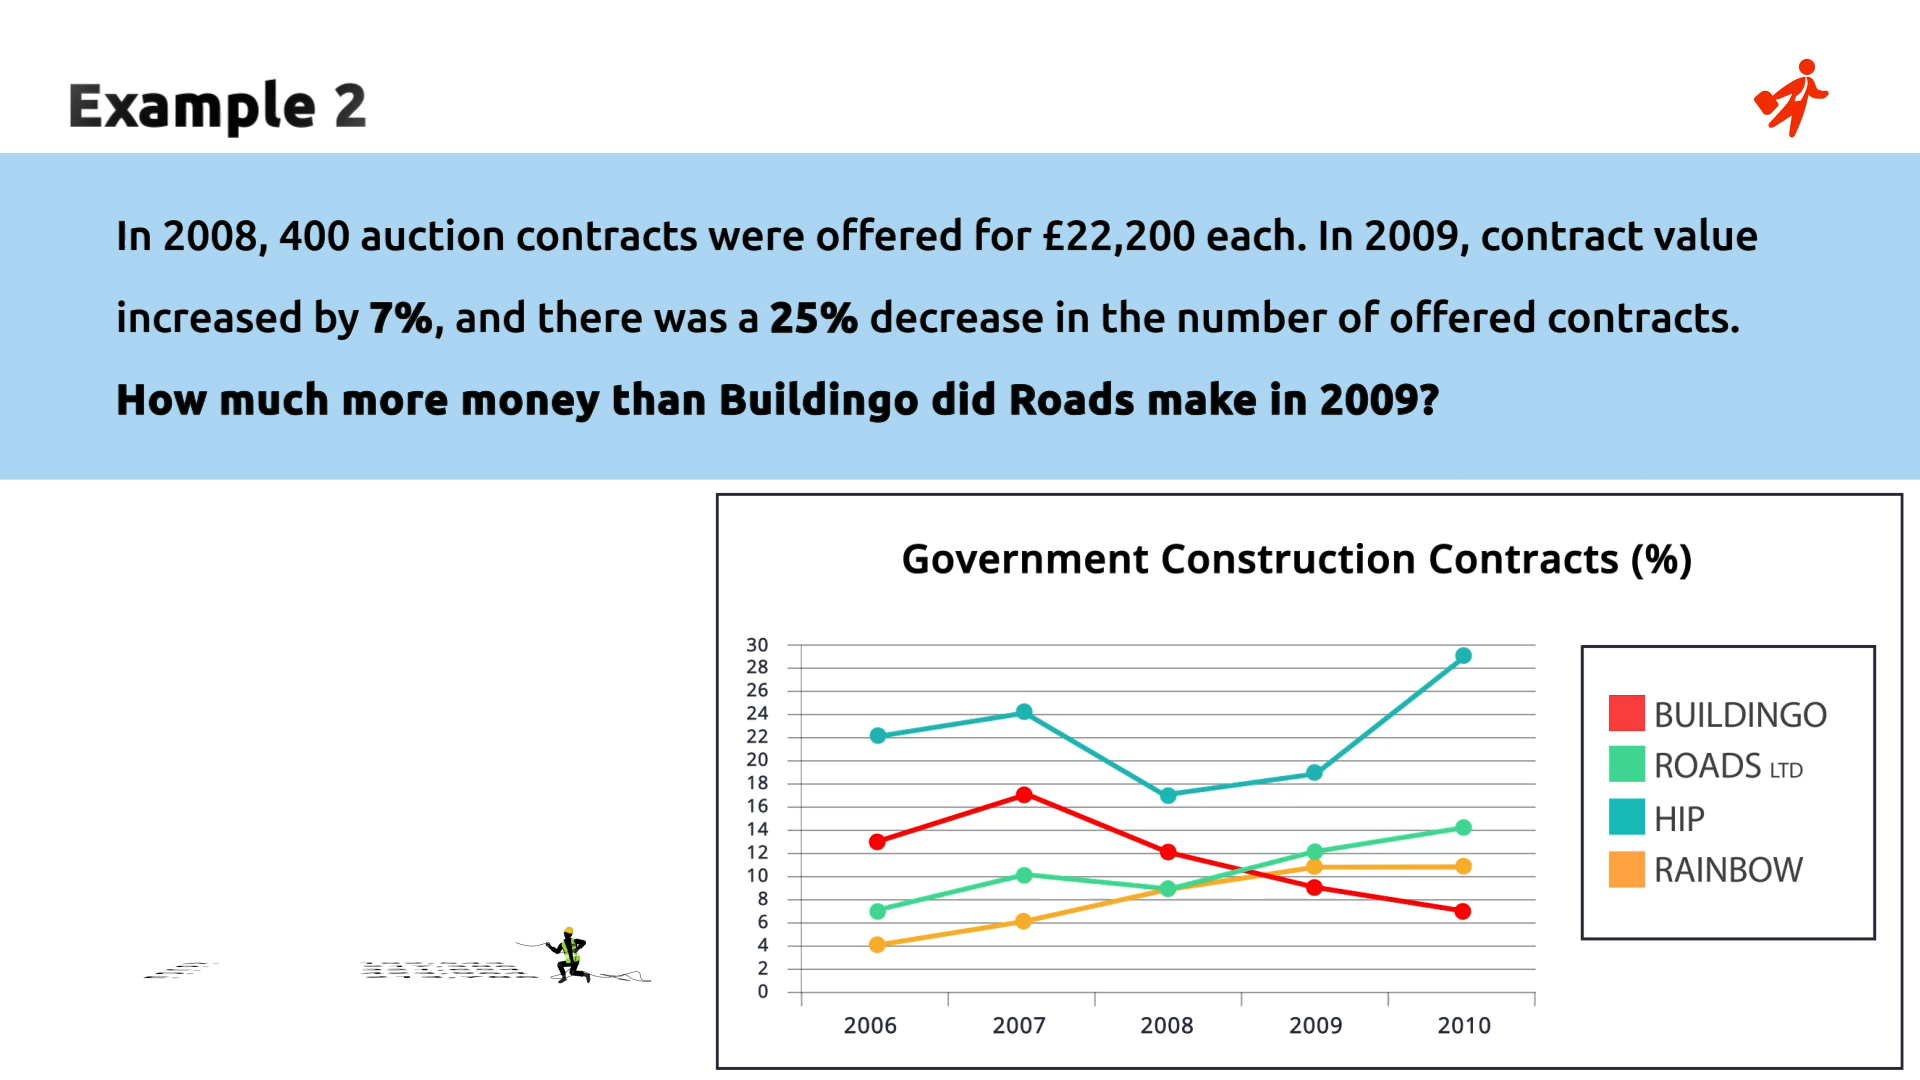 Example 2
In 2008, 400 auction contracts were offered for £22,200 each. In 2009, contract value
increased by 7%, and there was a 25% decrease in the number of offered contracts.
How much more money than Buildingo did Roads make in 2009?
Government Construction Contracts (%)
30
28
26
24
22
20
18
16
14
12
10
8
6
4
2
0
2006 2007 2008 2009 2010
BUILDINGO
ROADS LTD
HIP
RAINBOW